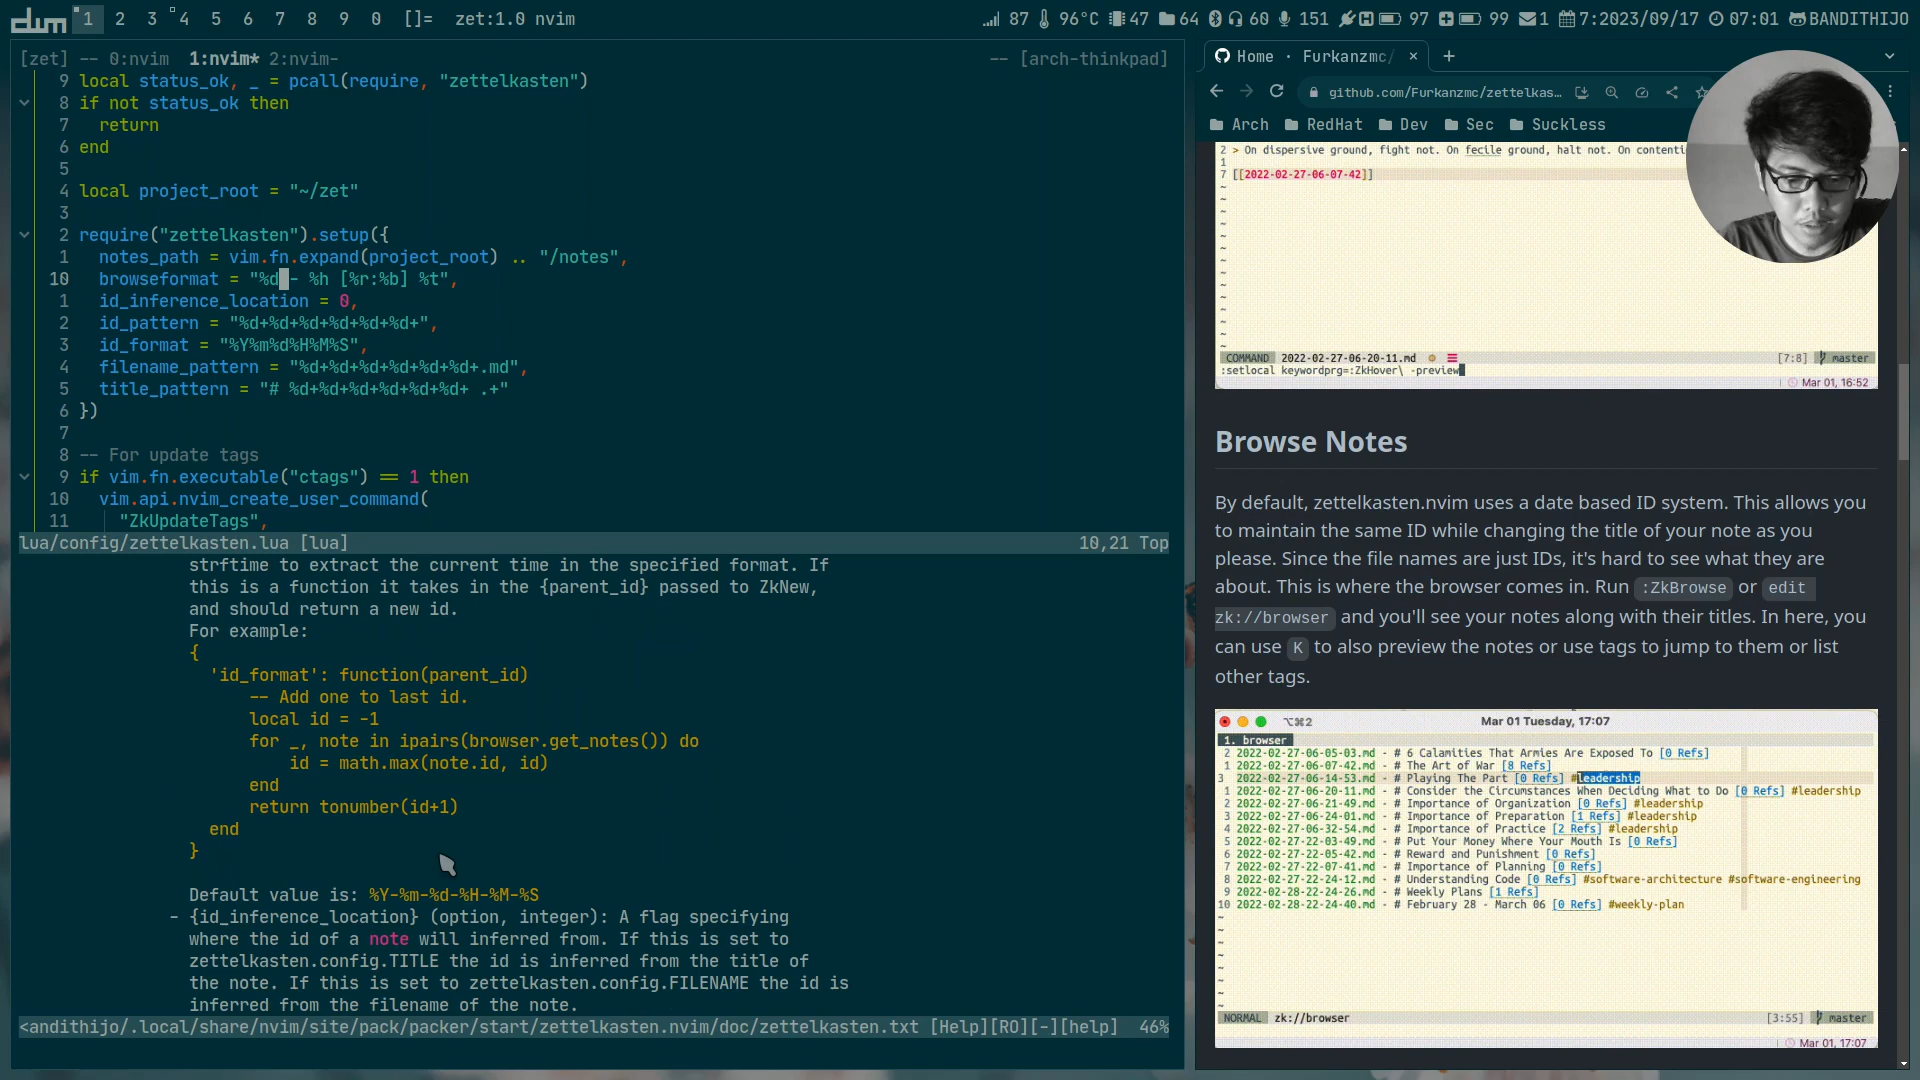 dwm 1 2 3 4 5 6 7 8 9 0 []= zet:1.0 nvim
87 96°C 47 64 60 151 97 99 1 7:2023/09/17 07:01 BANDITHIJO
[zet] -- 0:nvim 1:nvim* 2:nvim- -- [arch-thinkpad]
9 local status_ok, _ = pcall(require, "zettelkasten")
8 if not status_ok then
7 return
6 end
5
4 local project_root = "~/zet"
3
2 require("zettelkasten").setup({
1 notes_path = vim.fn.expand(project_root) .. "/notes",
10 browseformat = "%d - %h [%r:%b] %t",
1 id_inference_location = 0,
2 id_pattern = "%d+%d+%d+%d+%d+%d+",
3 id_format = "%Y%m%d%H%M%S",
4 filename_pattern = "%d+%d+%d+%d+%d+%d+.md",
5 title_pattern = "# %d+%d+%d+%d+%d+%d+ .+"
6 })
7
8 -- For update tags
9 if vim.fn.executable("ctags") == 1 then
10 vim.api.nvim_create_user_command(
11 "ZkUpdateTags",
lua/config/zettelkasten.lua [lua] 10,21 Top
strftime to extract the current time in the specified format. If
this is a function it takes in the {parent_id} passed to ZkNew,
and should return a new id.
For example:
{
'id_format': function(parent_id)
-- Add one to last id.
local id = -1
for _, note in ipairs(browser.get_notes()) do
id = math.max(note.id, id)
end
return tonumber(id+1)
end
}
Default value is: %Y-%m-%d-%H-%M-%S
- {id_inference_location} (option, integer): A flag specifying
where the id of a note will inferred from. If this is set to
zettelkasten.config.TITLE the id is inferred from the title of
the note. If this is set to zettelkasten.config.FILENAME the id is
inferred from the filename of the note.
<andithijo/.local/share/nvim/site/pack/packer/start/zettelkasten.nvim/doc/zettelkasten.txt [Help][RO][-][help] 46%
Home · Furkanzmc/
github.com/Furkanzmc/zettelkas…
Arch RedHat Dev Sec Suckless
2 > On dispersive ground, fight not. On fecile ground, halt not. On contenti
1
7 [[2022-02-27-06-07-42]]
COMMAND 2022-02-27-06-20-11.md [7:8] master
:setlocal keywordprg=:ZkHover\ -preview
Mar 01, 16:52
Browse Notes
By default, zettelkasten.nvim uses a date based ID system. This allows you
to maintain the same ID while changing the title of your note as you
please. Since the file names are just IDs, it's hard to see what they are
about. This is where the browser comes in. Run :ZkBrowse or edit
zk://browser and you'll see your notes along with their titles. In here, you
can use K to also preview the notes or use tags to jump to them or list
other tags.
⌥⌘2 Mar 01 Tuesday, 17:07
1. browser
2 2022-02-27-06-05-03.md - # 6 Calamities That Armies Are Exposed To [0 Refs]
1 2022-02-27-06-07-42.md - # The Art of War [8 Refs]
3 2022-02-27-06-14-53.md - # Playing The Part [0 Refs] #leadership
1 2022-02-27-06-20-11.md - # Consider the Circumstances When Deciding What to Do [0 Refs] #leadership
2 2022-02-27-06-21-49.md - # Importance of Organization [0 Refs] #leadership
3 2022-02-27-06-24-01.md - # Importance of Preparation [1 Refs] #leadership
4 2022-02-27-06-32-54.md - # Importance of Practice [2 Refs] #leadership
5 2022-02-27-22-03-49.md - # Put Your Money Where Your Mouth Is [0 Refs]
6 2022-02-27-22-05-42.md - # Reward and Punishment [0 Refs]
7 2022-02-27-22-07-41.md - # Importance of Planning [0 Refs]
8 2022-02-27-22-24-12.md - # Understanding Code [0 Refs] #software-architecture #software-engineering
9 2022-02-28-22-24-26.md - # Weekly Plans [1 Refs]
10 2022-02-28-22-24-40.md - # February 28 - March 06 [0 Refs] #weekly-plan
NORMAL zk://browser [3:55] master
Mar 01, 17:07